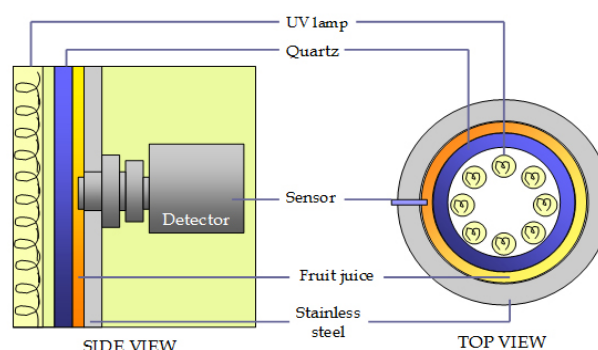 UV lamp
Quartz
Sensor
Detector
Fruit juice
Stainless
steel
SIDE VIEW
TOP VIEW